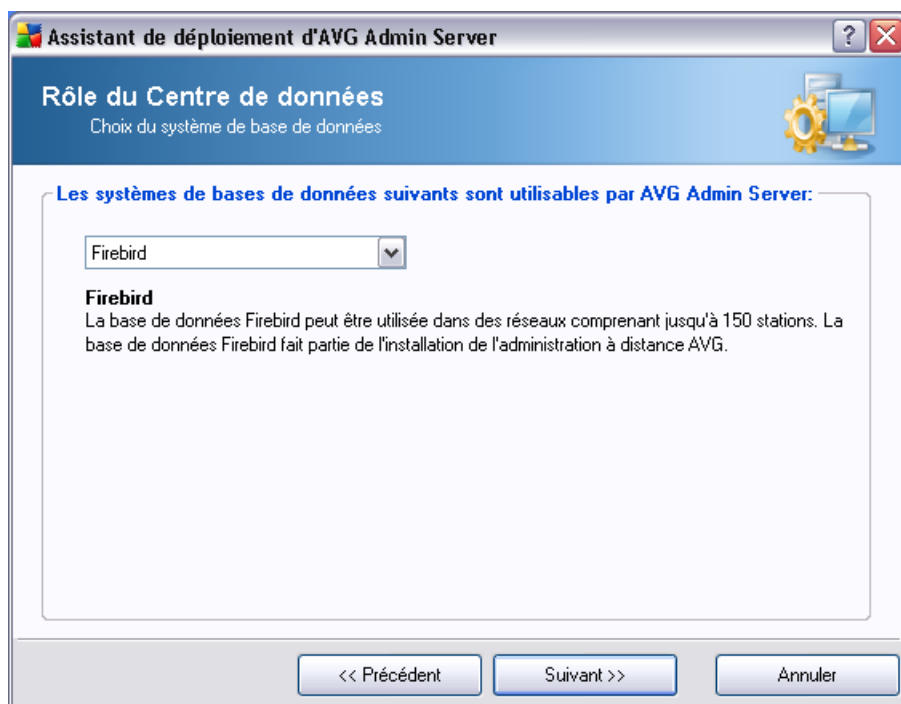 Assistant de déploiement d'AVG Admin Server
Rôle du Centre de données
Choix du système de base de données
Les systèmes de bases de données suivants sont utilisables par AVG Admin Server:
Firebird
Firebird
La base de données Firebird peut être utilisée dans des réseaux comprenant jusqu'à 150 stations. La
base de données Firebird fait partie de l'installation de l'administration à distance AVG.
<< Précédent
Suivant >>
Annuler